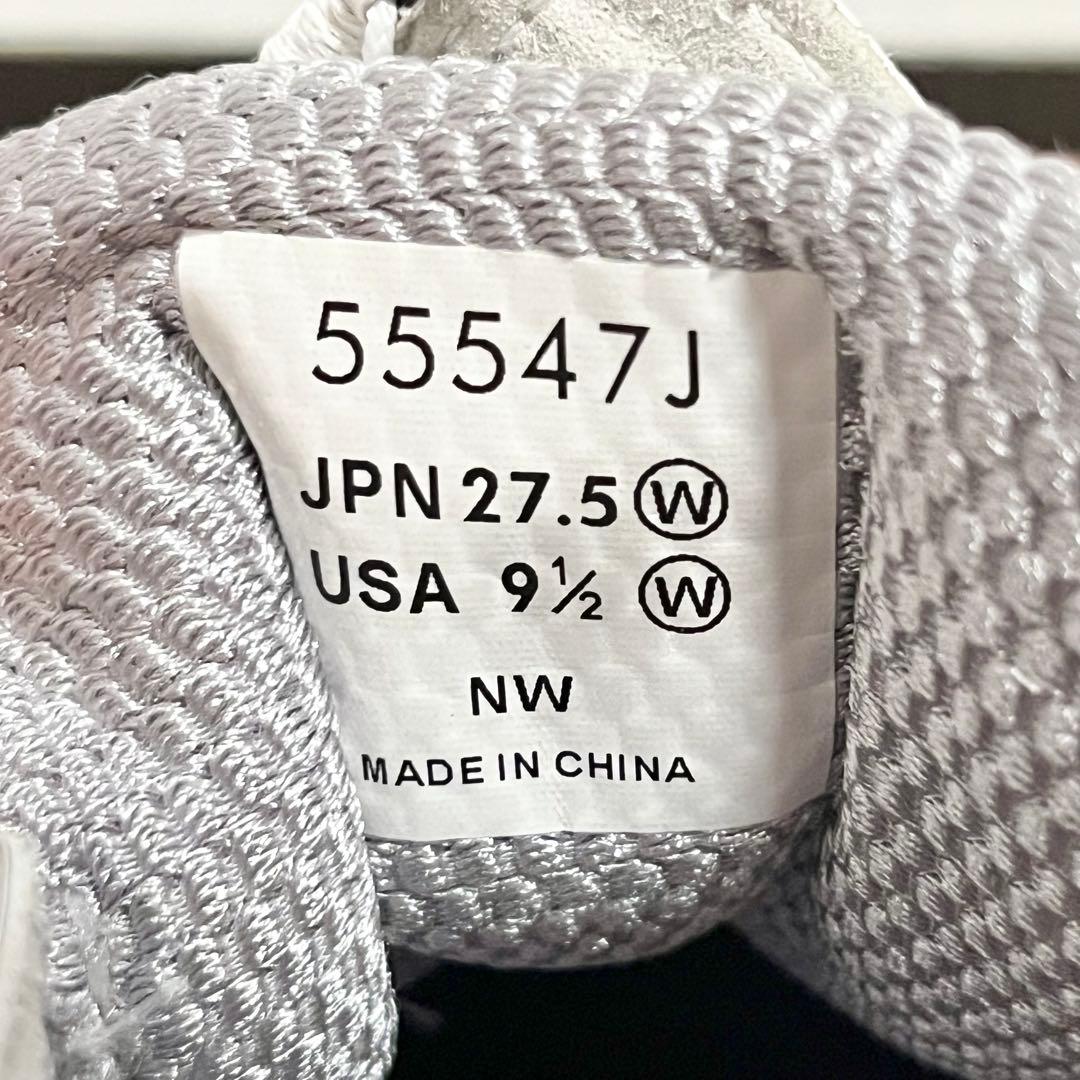 55547J
JPN 27.5 Ⓦ
USA 9½ Ⓦ
NW
MADE IN CHINA